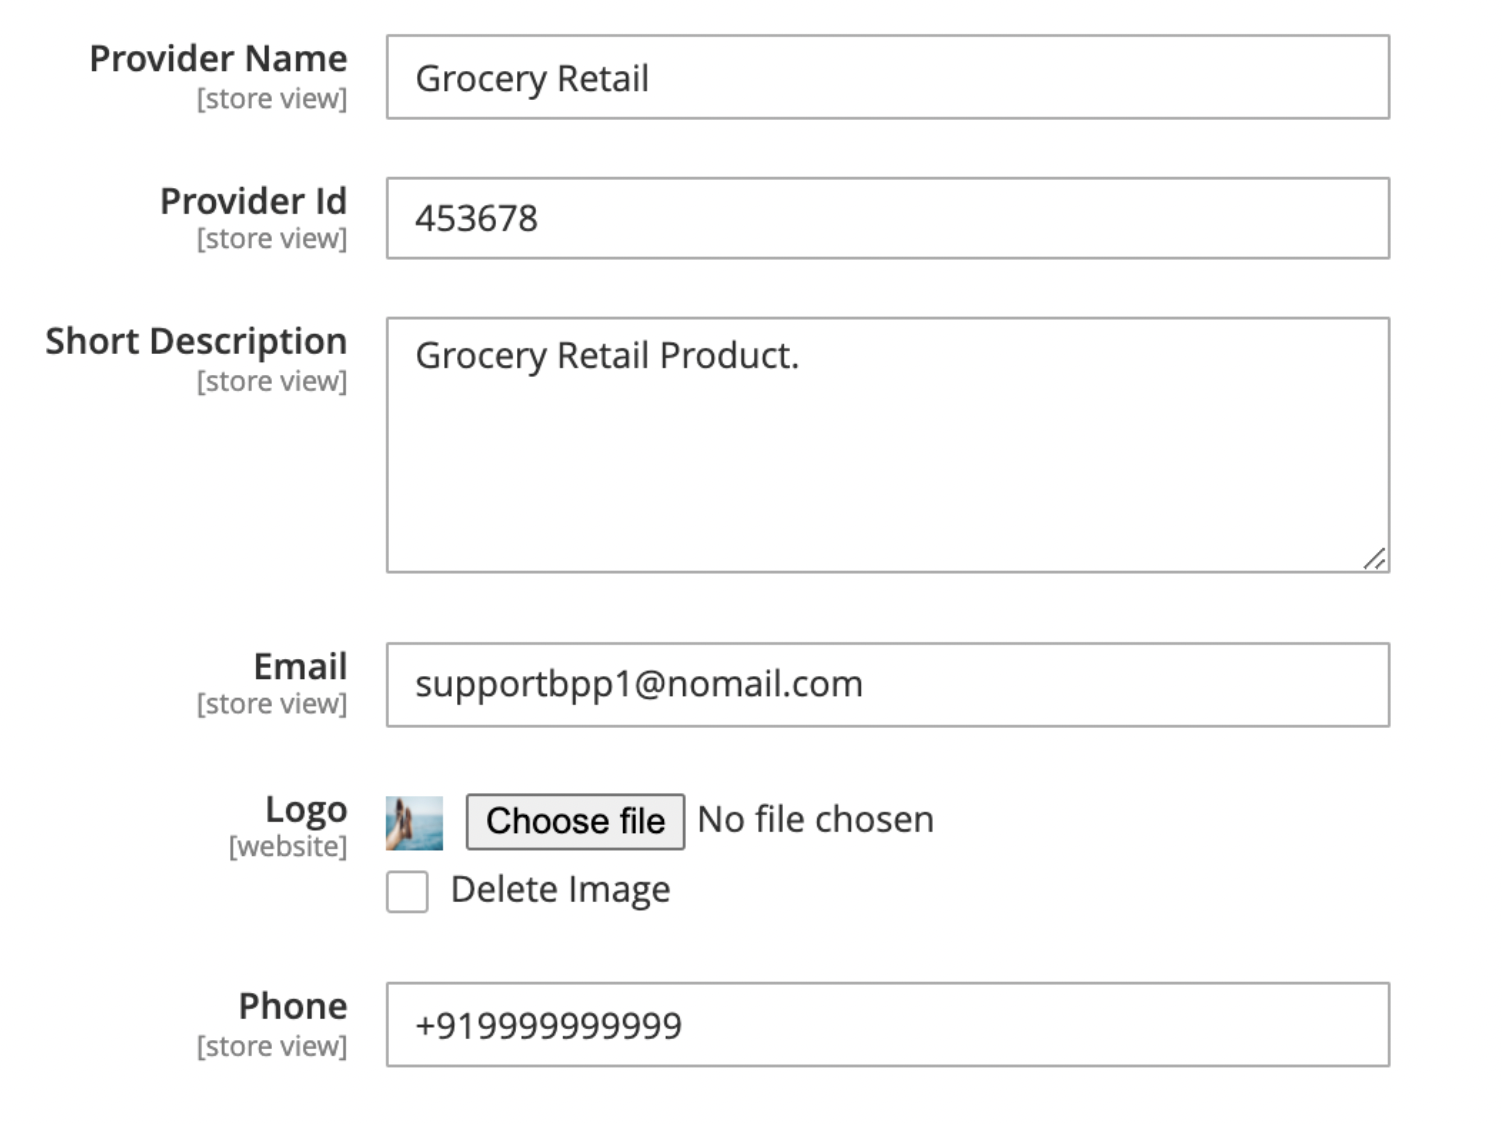 Provider Name
[store view]
Grocery Retail
Provider Id
[store view]
453678
Short Description
[store view]
Grocery Retail Product.
Email
[store view]
supportbpp1@nomail.com
Logo
[website]
Choose file No file chosen
Delete Image
Phone
[store view]
+919999999999